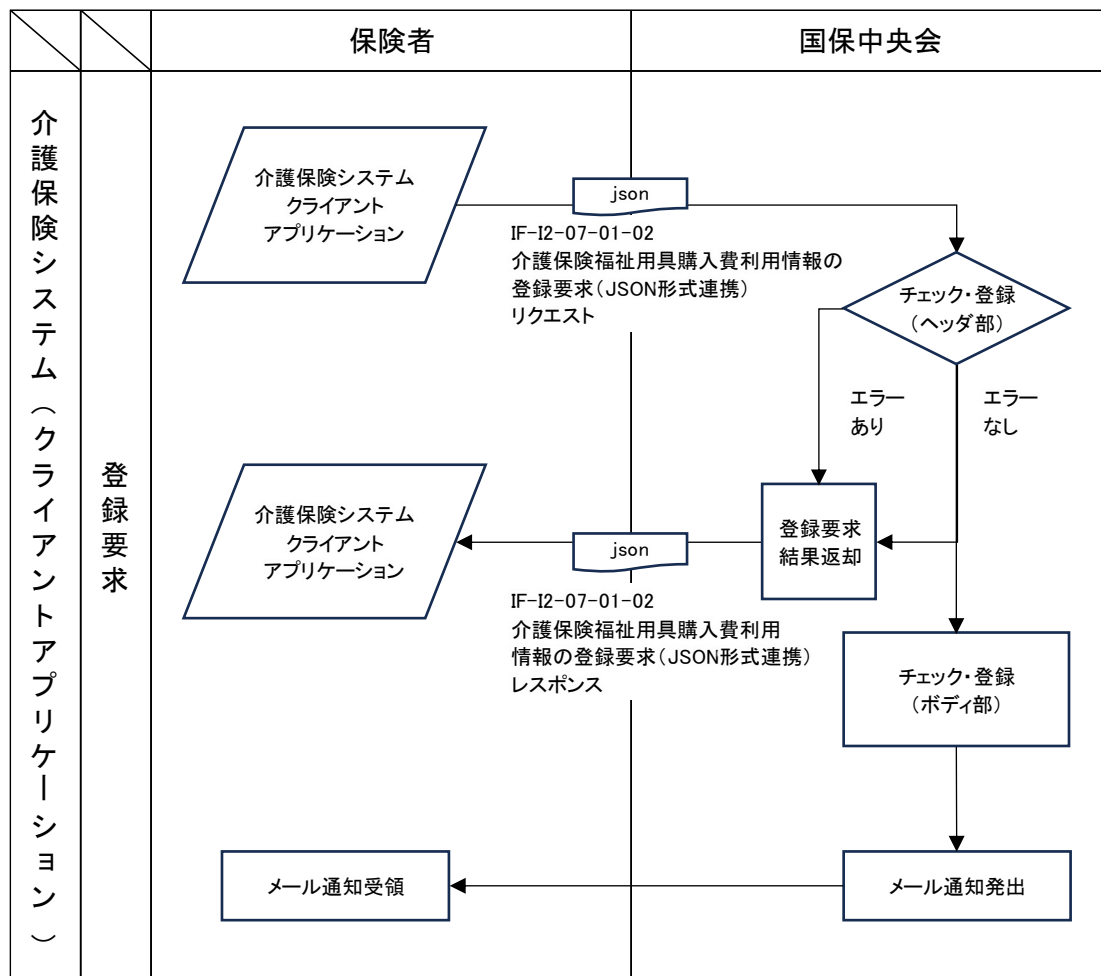 保険者
国保中央会
介護保険システム（クライアントアプリケーション）
登録要求
介護保険システム
クライアント
アプリケーション
json
IF-I2-07-01-02
介護保険福祉用具購入費利用情報の
登録要求（JSON形式連携）
リクエスト
チェック・登録
（ヘッダ部）
エラー
あり
エラー
なし
介護保険システム
クライアント
アプリケーション
json
登録要求
結果返却
IF-I2-07-01-02
介護保険福祉用具購入費利用
情報の登録要求（JSON形式連携）
レスポンス
チェック・登録
（ボディ部）
メール通知受領
メール通知発出